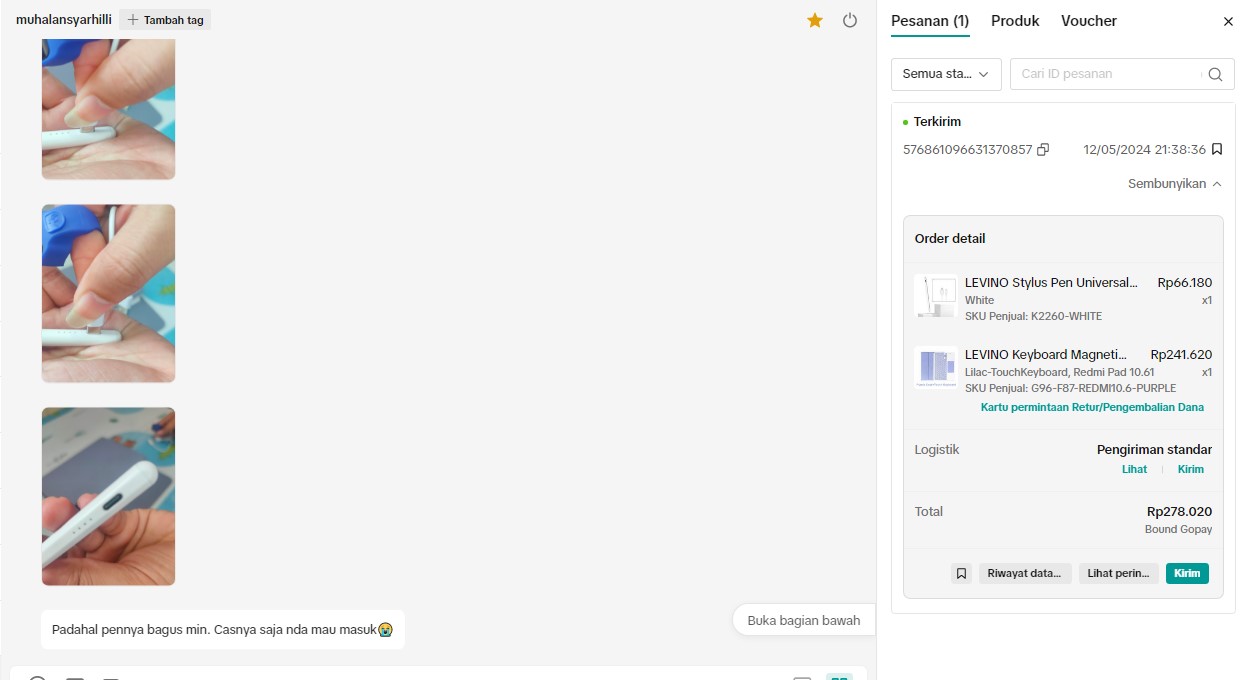 muhalansyarhilli
Tambah tag
Padahal pennya bagus min. Casnya saja nda mau masuk😭
Buka bagian bawah
Pesanan (1)
Produk
Voucher
Semua sta...
Cari ID pesanan
Terkirim
576861096631370857
12/05/2024 21:38:36
Sembunyikan
Order detail
LEVINO Stylus Pen Universal... Rp66.180
White x1
SKU Penjual: K2260-WHITE
LEVINO Keyboard Magneti... Rp241.620
Lilac-TouchKeyboard, Redmi Pad 10.61 x1
SKU Penjual: G96-F87-REDMI10.6-PURPLE
Kartu permintaan Retur/Pengembalian Dana
Logistik Pengiriman standar
Lihat Kirim
Total Rp278.020
Bound Gopay
Riwayat data...
Lihat perin...
Kirim